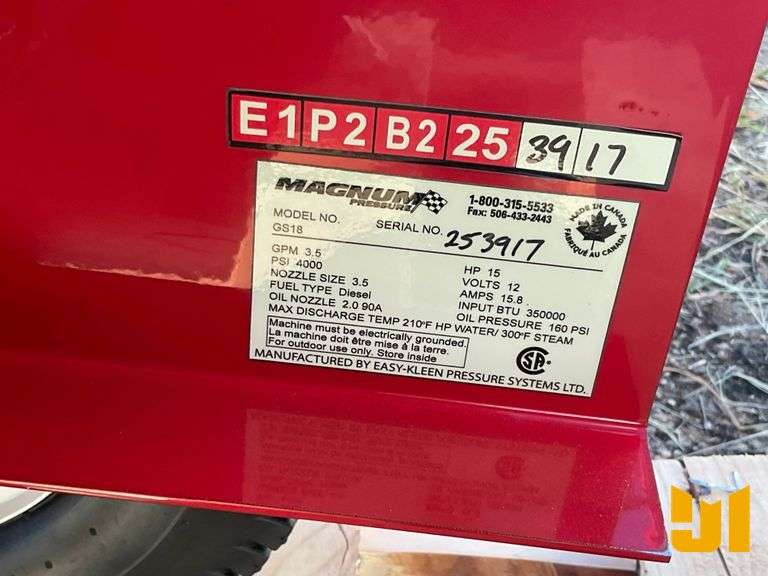 E1 P2 B2 25 39 17
MAGNUM PRESSURE
1-800-315-5533
Fax: 506-433-2443
MADE IN CANADA
FABRIQUÉ AU CANADA
MODEL NO. SERIAL NO. 253917
GS18
GPM 3.5
PSI 4000
NOZZLE SIZE 3.5
FUEL TYPE Diesel
OIL NOZZLE 2.0 90A
HP 15
VOLTS 12
AMPS 15.8
INPUT BTU 350000
OIL PRESSURE 160 PSI
MAX DISCHARGE TEMP 210°F HP WATER/ 300°F STEAM
Machine must be electrically grounded.
La machine doit être mise à la terre.
For outdoor use only. Store inside
MANUFACTURED BY EASY-KLEEN PRESSURE SYSTEMS LTD.